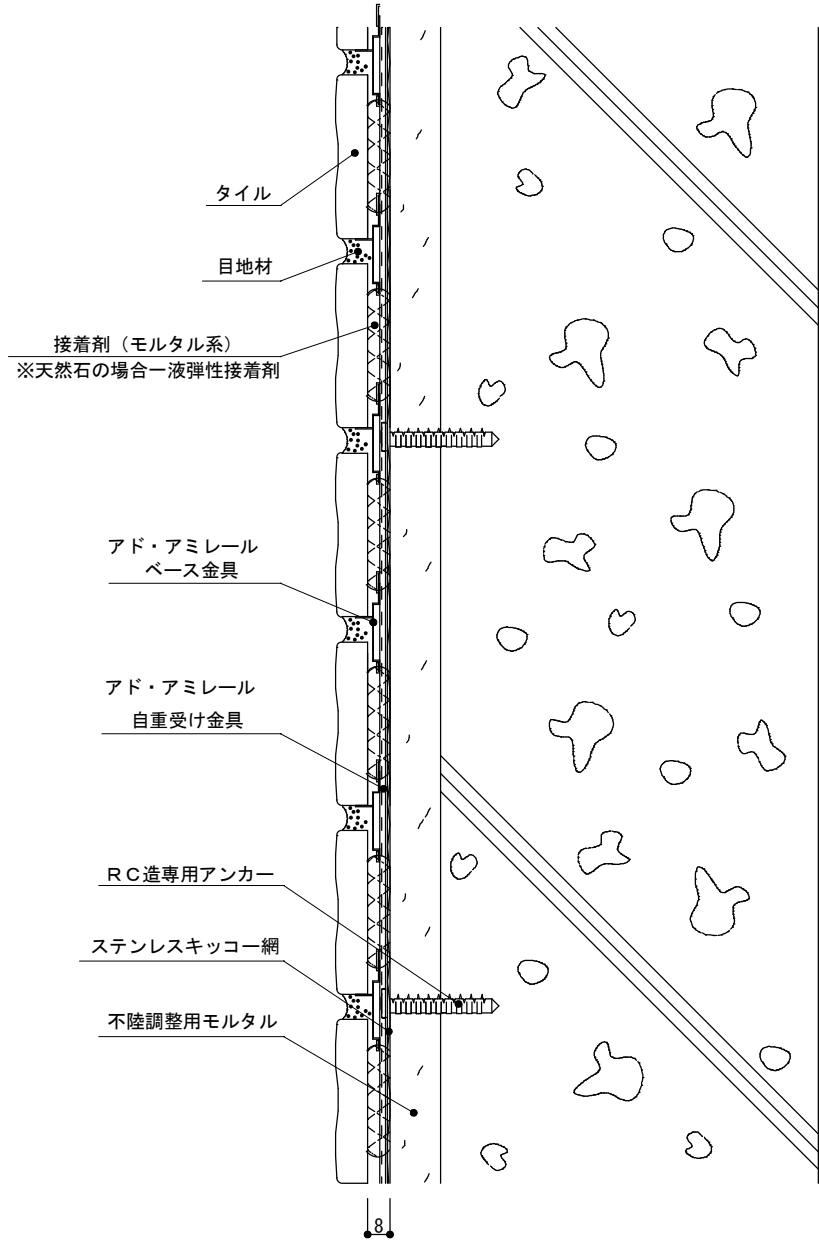 タイル
目地材
接着剤（モルタル系）
※天然石の場合一液弾性接着剤
アド・アミレール
ベース金具
アド・アミレール
自重受け金具
ＲＣ造専用アンカー
ステンレスキッコー網
不陸調整用モルタル
8